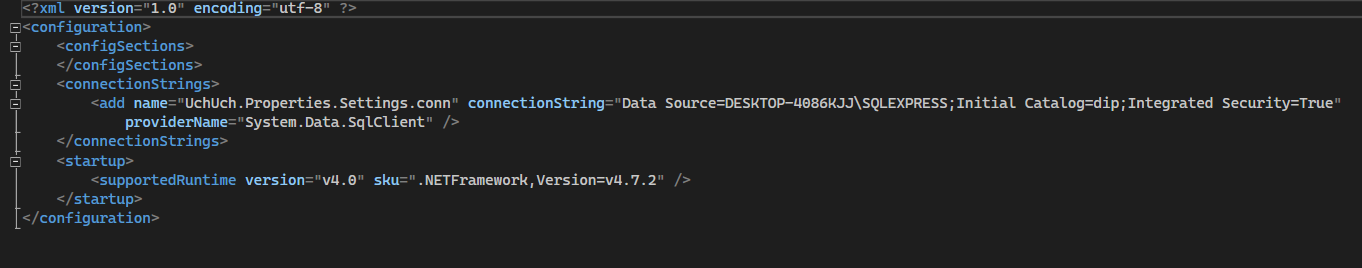 <?xml version="1.0" encoding="utf-8" ?>
<configuration>
    <configSections>
    </configSections>
    <connectionStrings>
        <add name="UchUch.Properties.Settings.conn" connectionString="Data Source=DESKTOP-4086KJJ\SQLEXPRESS;Initial Catalog=dip;Integrated Security=True"
            providerName="System.Data.SqlClient" />
    </connectionStrings>
    <startup>
        <supportedRuntime version="v4.0" sku=".NETFramework,Version=v4.7.2" />
    </startup>
</configuration>